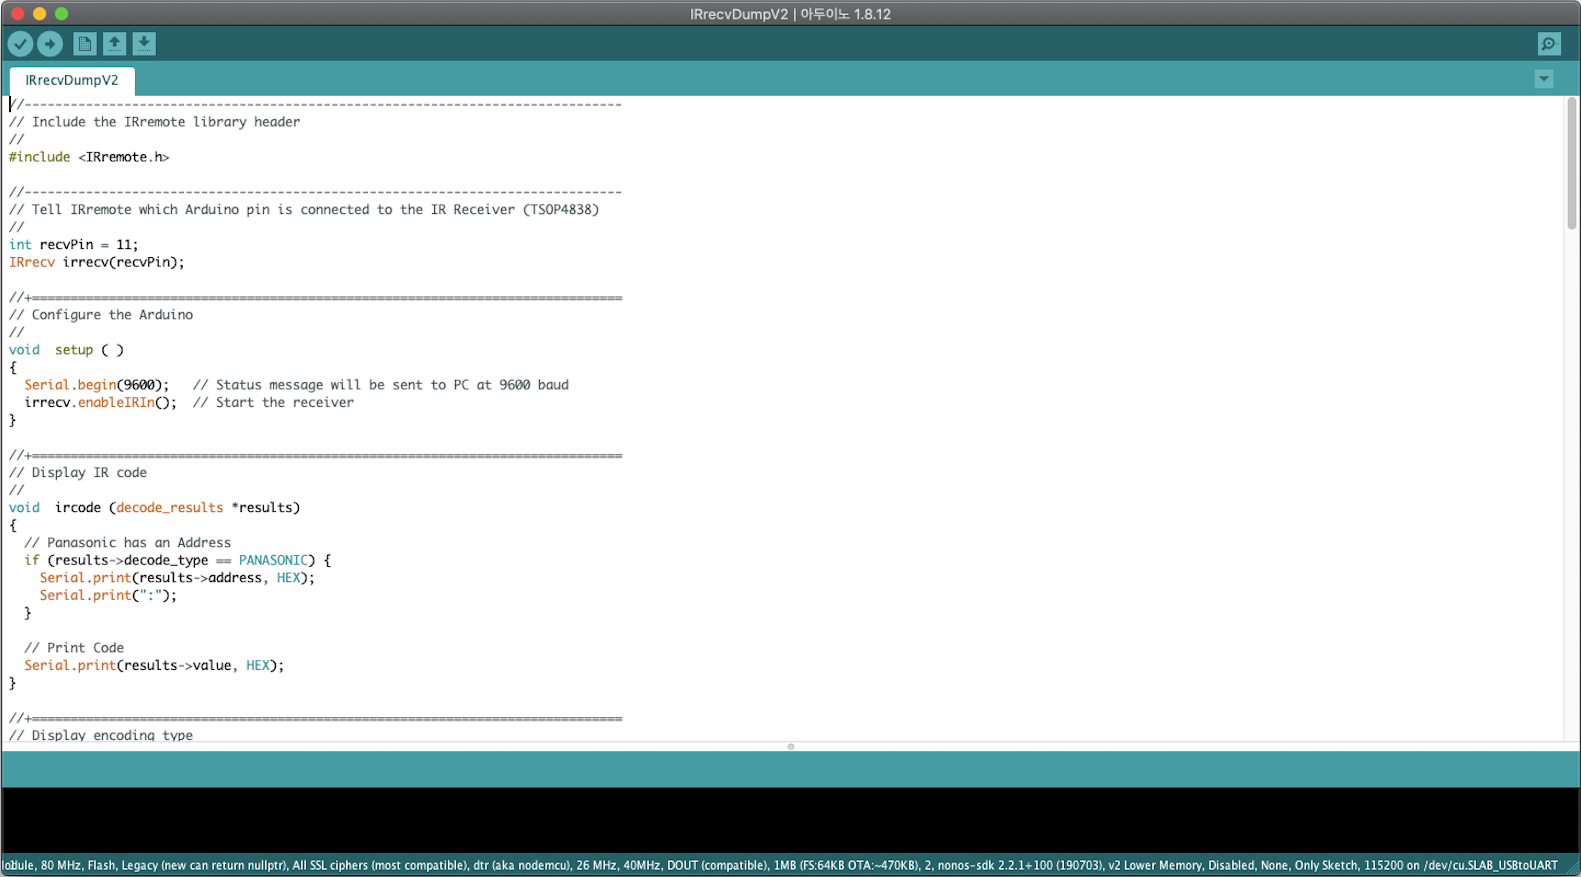 IRrecvDumpV2 | 아두이노 1.8.12
IRrecvDumpV2
//------------------------------------------------------------------------------
// Include the IRremote library header
//
#include <IRremote.h>
//------------------------------------------------------------------------------
// Tell IRremote which Arduino pin is connected to the IR Receiver (TSOP4838)
//
int recvPin = 11;
IRrecv irrecv(recvPin);
//+=============================================================================
// Configure the Arduino
//
void  setup ( )
{
  Serial.begin(9600);   // Status message will be sent to PC at 9600 baud
  irrecv.enableIRIn();  // Start the receiver
}
//+=============================================================================
// Display IR code
//
void  ircode (decode_results *results)
{
  // Panasonic has an Address
  if (results->decode_type == PANASONIC) {
    Serial.print(results->address, HEX);
    Serial.print(":");
  }
  // Print Code
  Serial.print(results->value, HEX);
}
//+=============================================================================
// Display encoding type
80 MHz, Flash, Legacy (new can return nullptr), All SSL ciphers (most compatible), dtr (aka nodemcu), 26 MHz, 40MHz, DOUT (compatible), 1MB (FS:64KB OTA:~470KB), 2, nonos-sdk 2.2.1+100 (190703), v2 Lower Memory, Disabled, None, Only Sketch, 115200 on /dev/cu.SLAB_USBtoUART